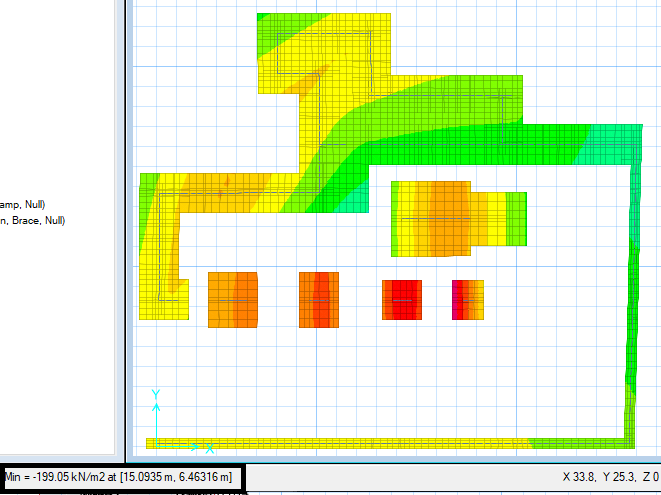 amp, Null)
n, Brace, Null)
Y
X
Min = -199.05 kN/m2 at [15.0935 m, 6.46316 m]
X 33.8, Y 25.3, Z 0